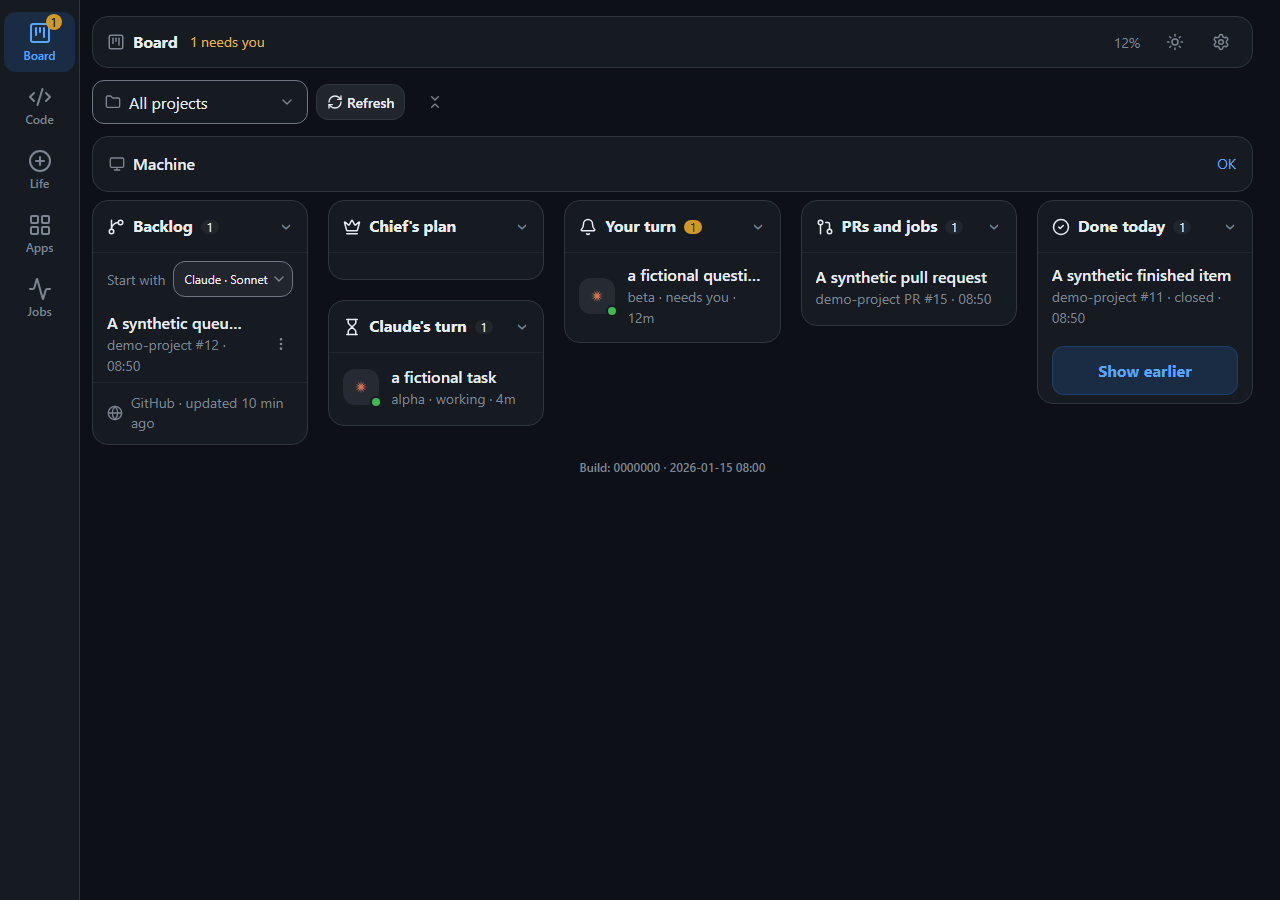 1
Board
Code
Life
Apps
Jobs
Board 1 needs you 12%
All projects Refresh
Machine OK
Backlog 1
Start with Claude · Sonnet
A synthetic queu...
demo-project #12 ·
08:50
GitHub · updated 10 min
ago
Chief's plan
Claude's turn 1
a fictional task
alpha · working · 4m
Your turn 1
a fictional questi...
beta · needs you ·
12m
PRs and jobs 1
A synthetic pull request
demo-project PR #15 · 08:50
Done today 1
A synthetic finished item
demo-project #11 · closed ·
08:50
Show earlier
Build: 0000000 · 2026-01-15 08:00